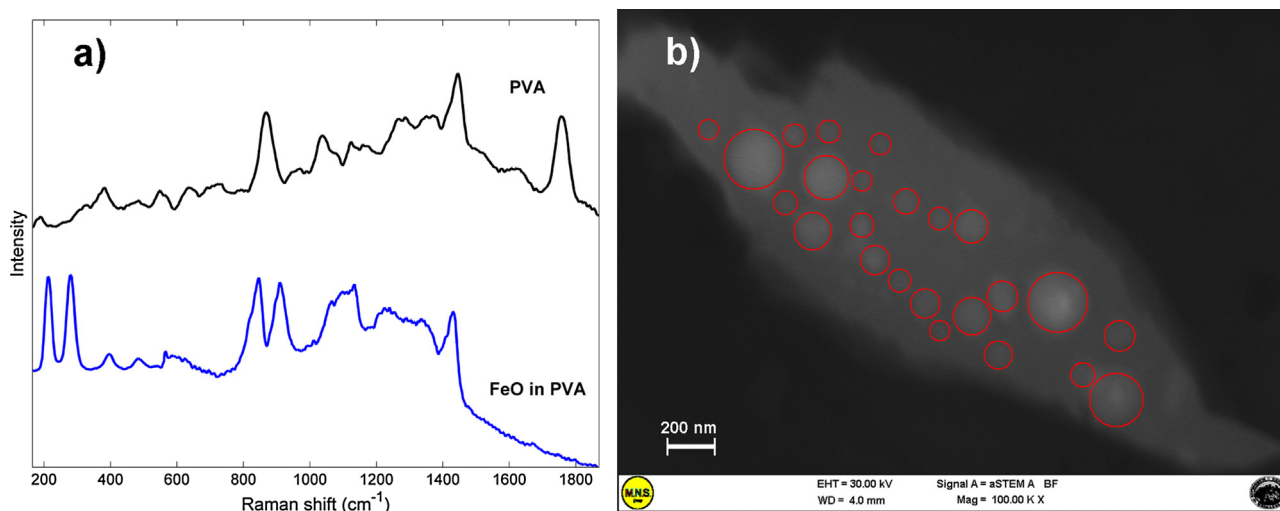 a)
PVA
FeO in PVA
Intensity
200 400 600 800 1000 1200 1400 1600 1800
Raman shift (cm-1)
b)
200 nm
M.N.S.
EHT = 30.00 kV Signal A = aSTEM A BF
WD = 4.0 mm Mag = 100.00 K X